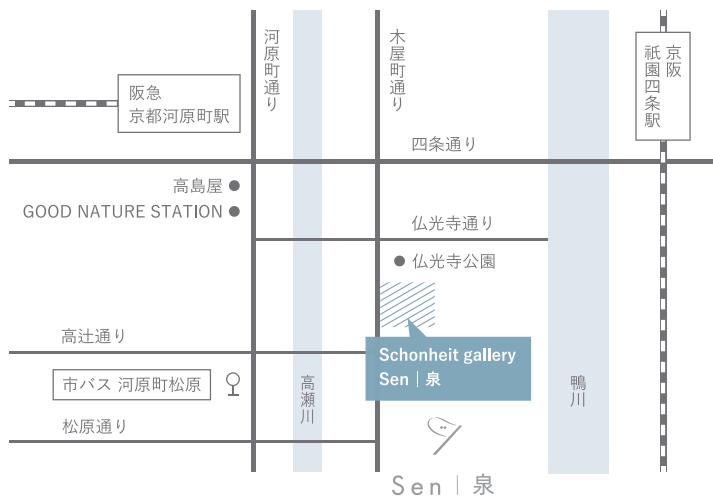 河原町通り
木屋町通り
京阪
祇園四条駅
阪急
京都河原町駅
四条通り
高島屋
GOOD NATURE STATION
仏光寺通り
仏光寺公園
高辻通り
Schonheit gallery
Sen | 泉
市バス 河原町松原
高瀬川
鴨川
松原通り
Sen | 泉